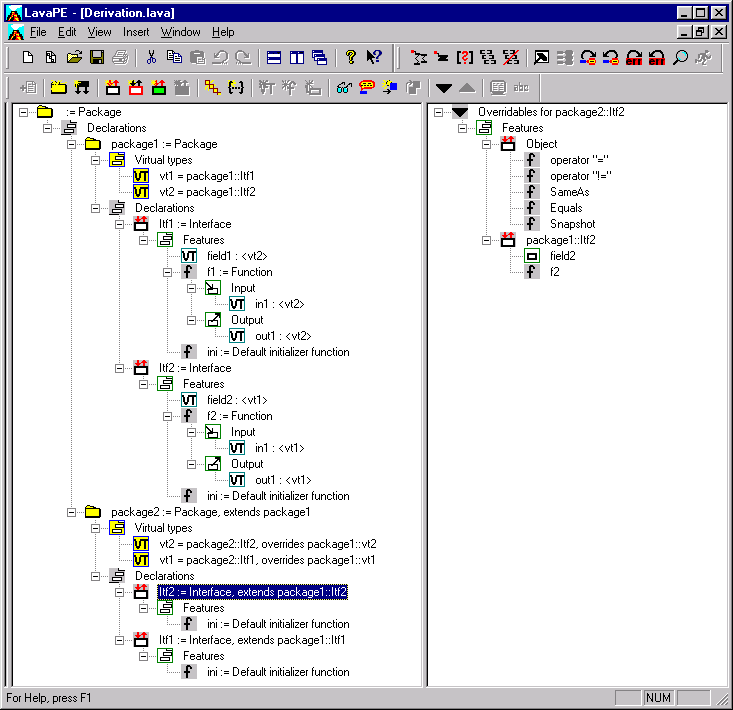 LavaPE - [Derivation.lava]
File Edit View Insert Window Help
:= Package
Declarations
package1 := Package
Virtual types
VT vt1 = package1::Itf1
VT vt2 = package1::Itf2
Declarations
Itf1 := Interface
Features
VT field1 : <vt2>
f f1 := Function
Input
VT in1 : <vt2>
Output
VT out1 : <vt2>
f ini := Default initializer function
Itf2 := Interface
Features
VT field2 : <vt1>
f f2 := Function
Input
VT in1 : <vt1>
Output
VT out1 : <vt1>
f ini := Default initializer function
package2 := Package, extends package1
Virtual types
VT vt2 = package2::Itf2, overrides package1::vt2
VT vt1 = package2::Itf1, overrides package1::vt1
Declarations
Itf2 := Interface, extends package1::Itf2
Features
f ini := Default initializer function
Itf1 := Interface, extends package1::Itf1
Features
f ini := Default initializer function
Overridables for package2::Itf2
Features
Object
f operator "="
f operator "!="
f SameAs
f Equals
f Snapshot
package1::Itf2
field2
f f2
For Help, press F1
NUM